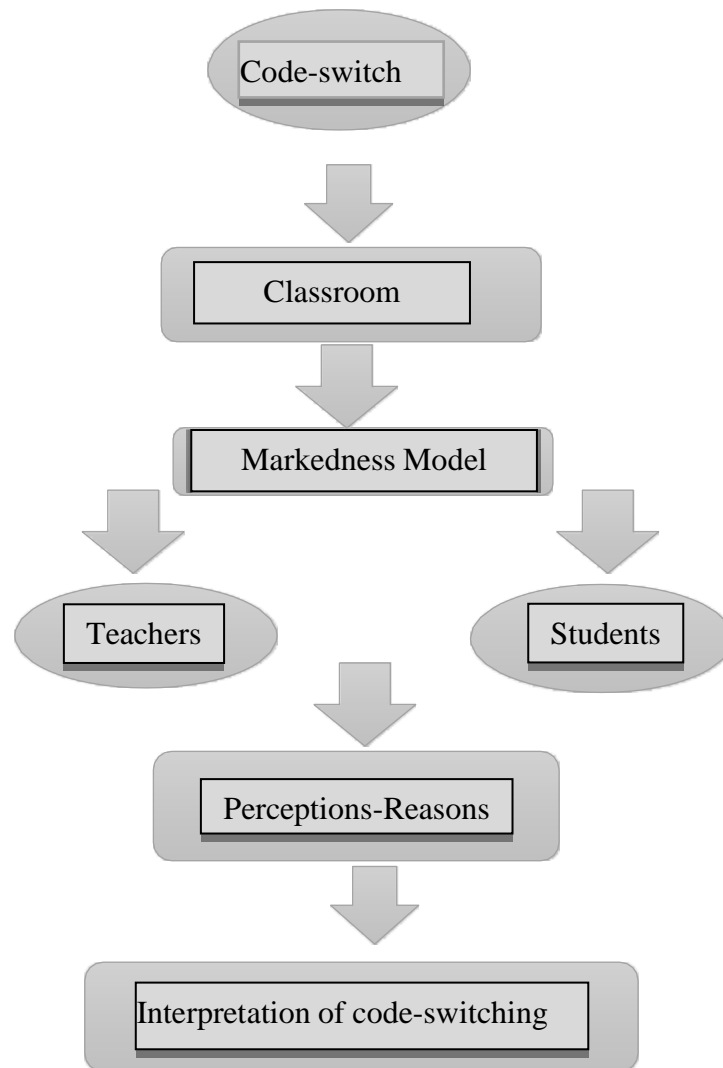 Code-switch
Classroom
Markedness Model
Teachers
Students
Perceptions-Reasons
Interpretation of code-switching